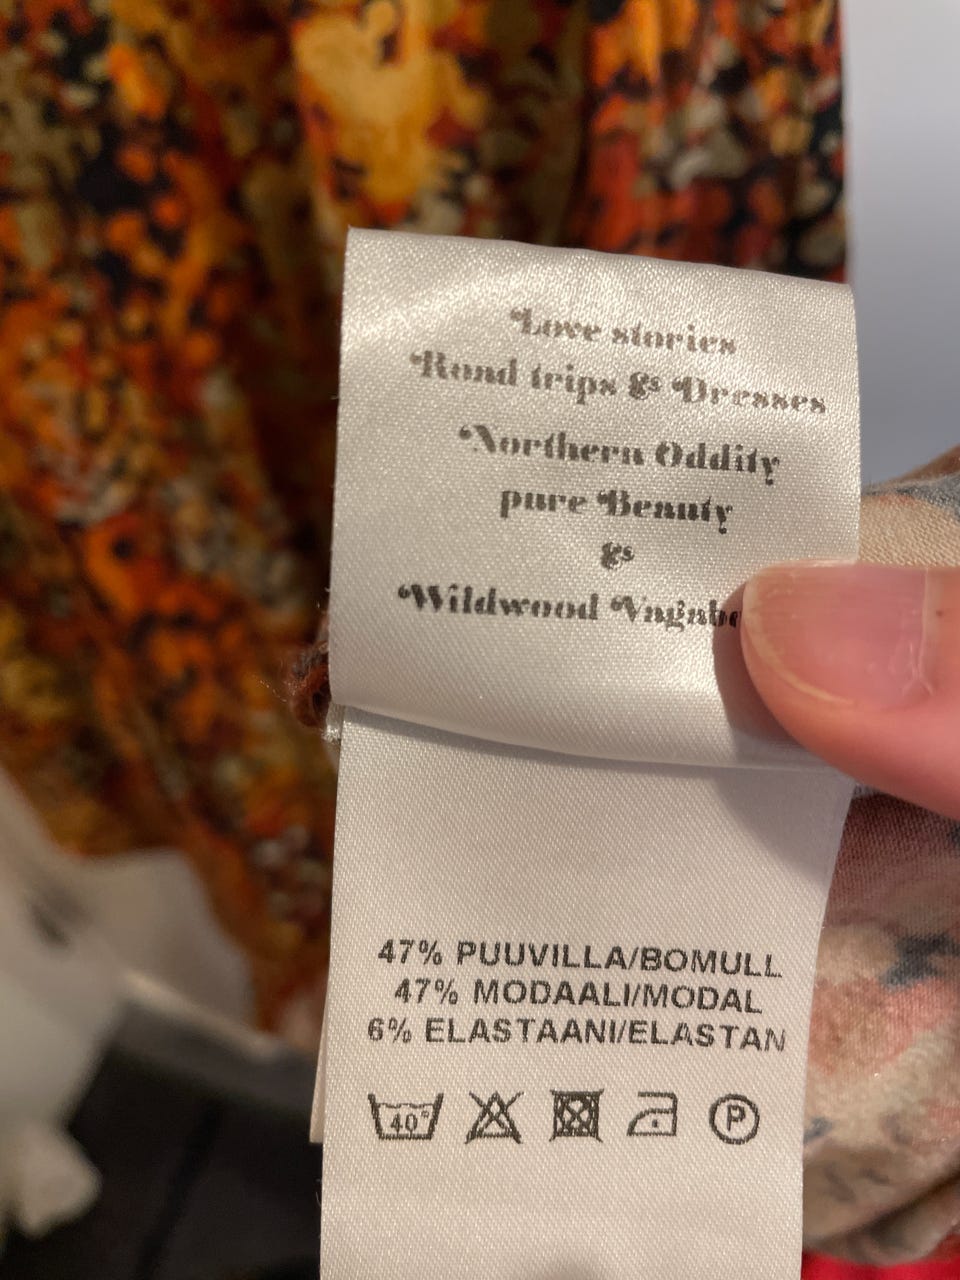 Love stories
Road trips & Dresses
Northern Oddity
pure Beauty
&
Wildwood
47% PUUVILLA/BOMULL
47% MODAALI/MODAL
6% ELASTAANI/ELASTAN
40° P